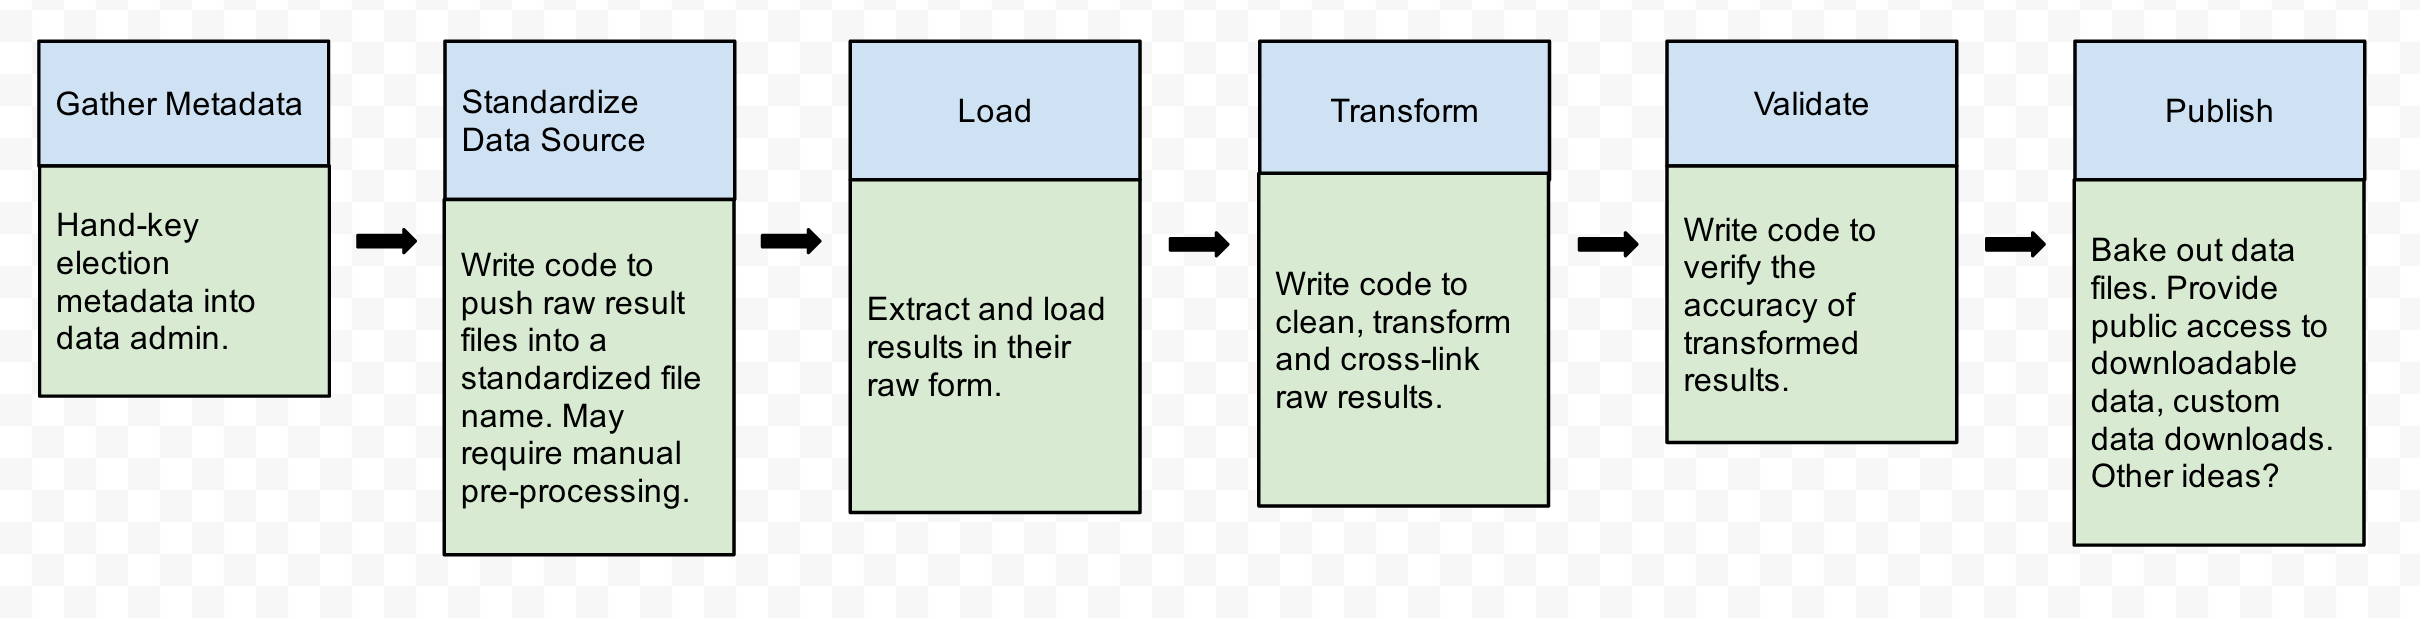 Gather Metadata
Hand-key
election
metadata into
data admin.
Standardize
Data Source
Write code to
push raw result
files into a
standardized file
name. May
require manual
pre-processing.
Load
Extract and load
results in their
raw form.
Transform
Write code to
clean, transform
and cross-link
raw results.
Validate
Write code to
verify the
accuracy of
transformed
results.
Publish
Bake out data
files. Provide
public access to
downloadable
data, custom
data downloads.
Other ideas?